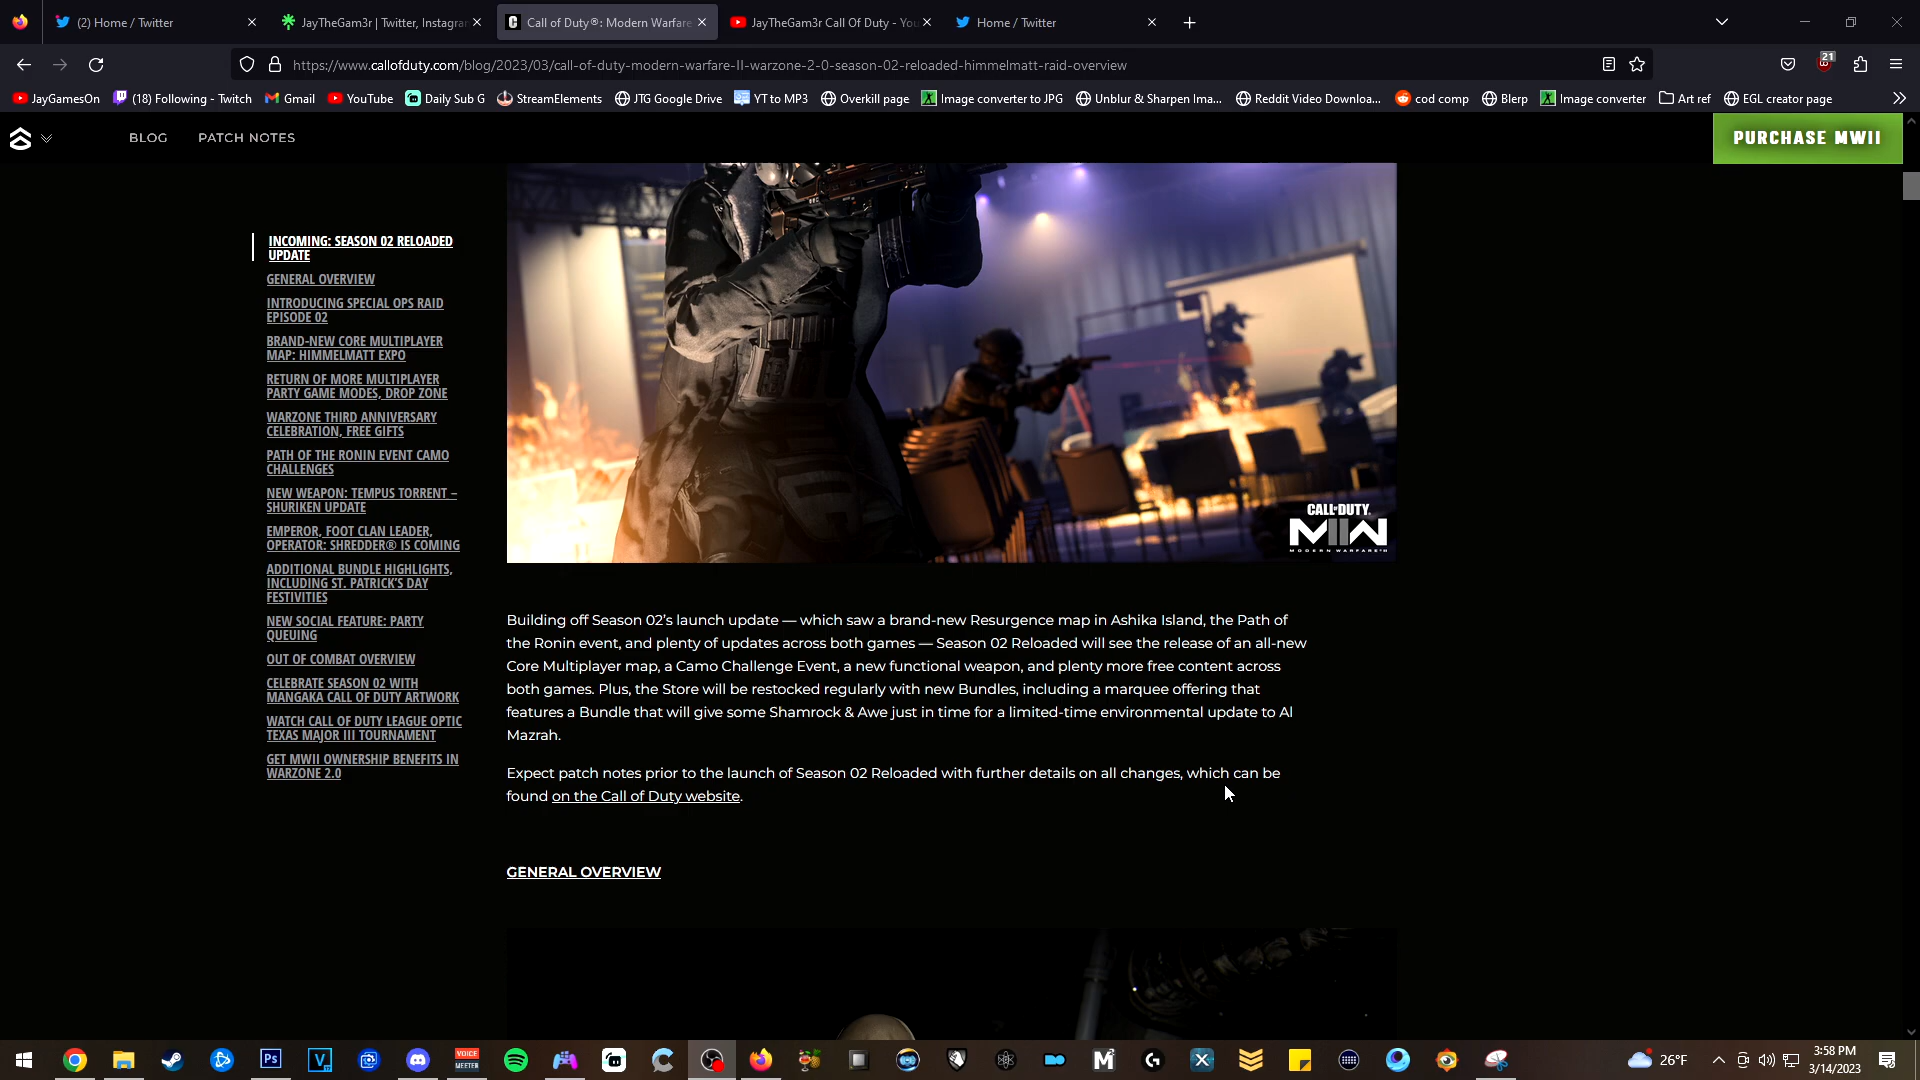 (2) Home / Twitter
JayTheGam3r | Twitter, Instagra
Call of Duty®: Modern Warfare
JayTheGam3r Call Of Duty - You
Home / Twitter
https://www.callofduty.com/blog/2023/03/call-of-duty-modern-warfare-II-warzone-2-0-season-02-reloaded-himmelmatt-raid-overview
21
JayGamesOn
(18) Following - Twitch
Gmail
YouTube
Daily Sub G
StreamElements
JTG Google Drive
YT to MP3
Overkill page
Image converter to JPG
Unblur & Sharpen Ima...
Reddit Video Downloa...
cod comp
Blerp
Image converter
Art ref
EGL creator page
BLOG
PATCH NOTES
PURCHASE MWII
INCOMING: SEASON 02 RELOADED
UPDATE
GENERAL OVERVIEW
INTRODUCING SPECIAL OPS RAID
EPISODE 02
BRAND-NEW CORE MULTIPLAYER
MAP: HIMMELMATT EXPO
RETURN OF MORE MULTIPLAYER
PARTY GAME MODES, DROP ZONE
WARZONE THIRD ANNIVERSARY
CELEBRATION, FREE GIFTS
PATH OF THE RONIN EVENT CAMO
CHALLENGES
NEW WEAPON: TEMPUS TORRENT –
SHURIKEN UPDATE
EMPEROR, FOOT CLAN LEADER,
OPERATOR: SHREDDER® IS COMING
ADDITIONAL BUNDLE HIGHLIGHTS,
INCLUDING ST. PATRICK'S DAY
FESTIVITIES
NEW SOCIAL FEATURE: PARTY
QUEUING
OUT OF COMBAT OVERVIEW
CELEBRATE SEASON 02 WITH
MANGAKA CALL OF DUTY ARTWORK
WATCH CALL OF DUTY LEAGUE OPTIC
TEXAS MAJOR III TOURNAMENT
GET MWII OWNERSHIP BENEFITS IN
WARZONE 2.0
CALL OF DUTY
MWII
MODERN WARFARE II
Building off Season 02's launch update — which saw a brand-new Resurgence map in Ashika Island, the Path of
the Ronin event, and plenty of updates across both games — Season 02 Reloaded will see the release of an all-new
Core Multiplayer map, a Camo Challenge Event, a new functional weapon, and plenty more free content across
both games. Plus, the Store will be restocked regularly with new Bundles, including a marquee offering that
features a Bundle that will give some Shamrock & Awe just in time for a limited-time environmental update to Al
Mazrah.
Expect patch notes prior to the launch of Season 02 Reloaded with further details on all changes, which can be
found on the Call of Duty website.
GENERAL OVERVIEW
Ps
V
VOICE
MEETER
26°F
3:58 PM
3/14/2023